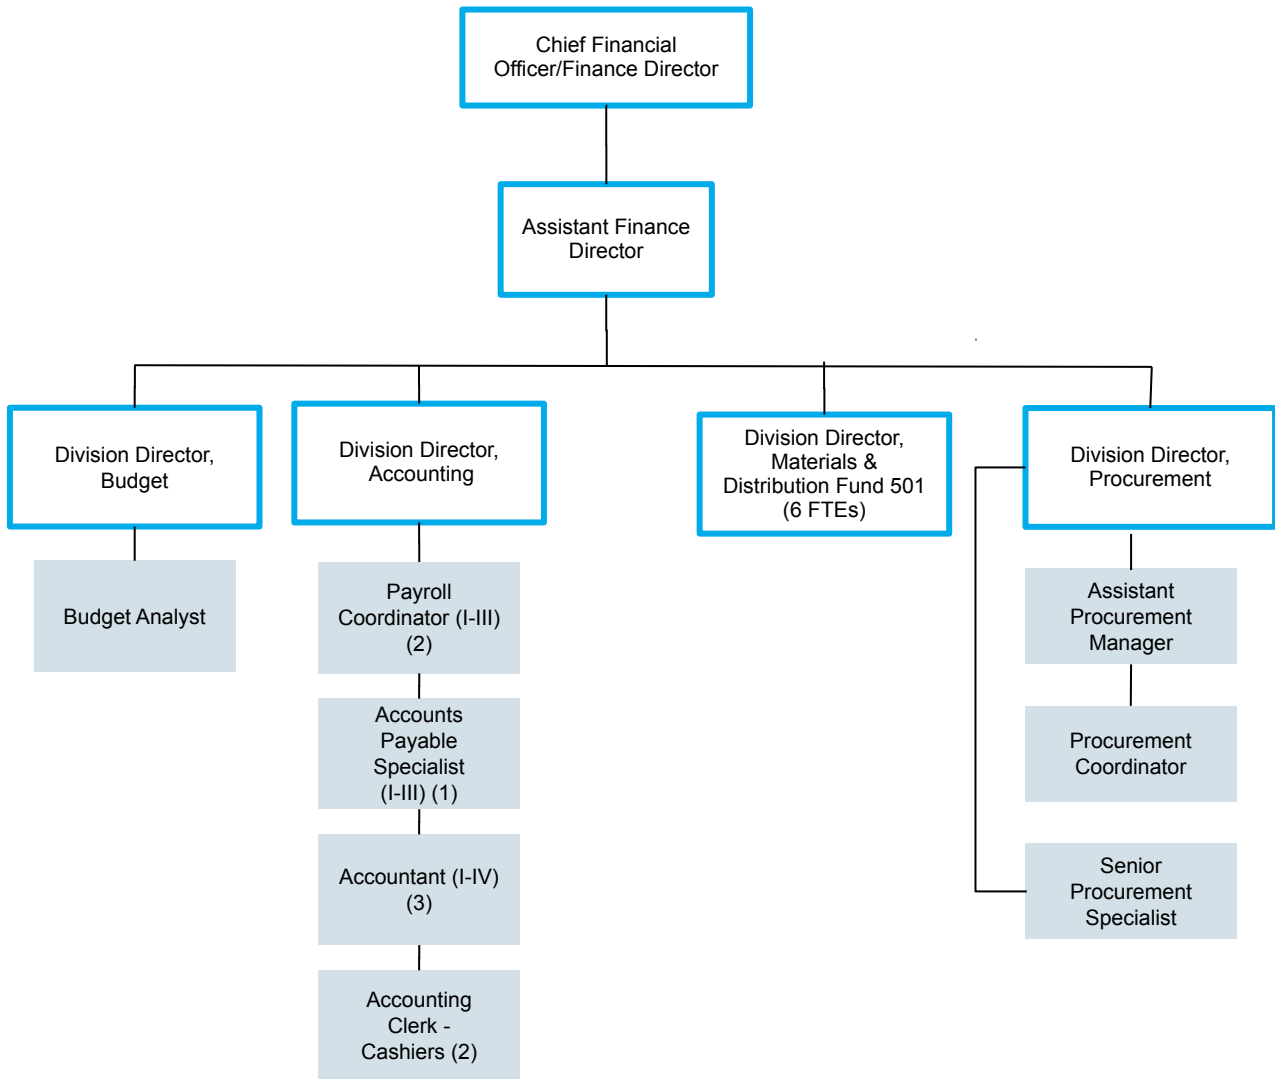 Chief Financial
Officer/Finance Director
Assistant Finance
Director
Division Director,
Budget
Division Director,
Accounting
Division Director,
Materials &
Distribution Fund 501
(6 FTEs)
Division Director,
Procurement
Budget Analyst
Payroll
Coordinator (I-III)
(2)
Accounts
Payable
Specialist
(I-III) (1)
Accountant (I-IV)
(3)
Accounting
Clerk -
Cashiers (2)
Assistant
Procurement
Manager
Procurement
Coordinator
Senior
Procurement
Specialist